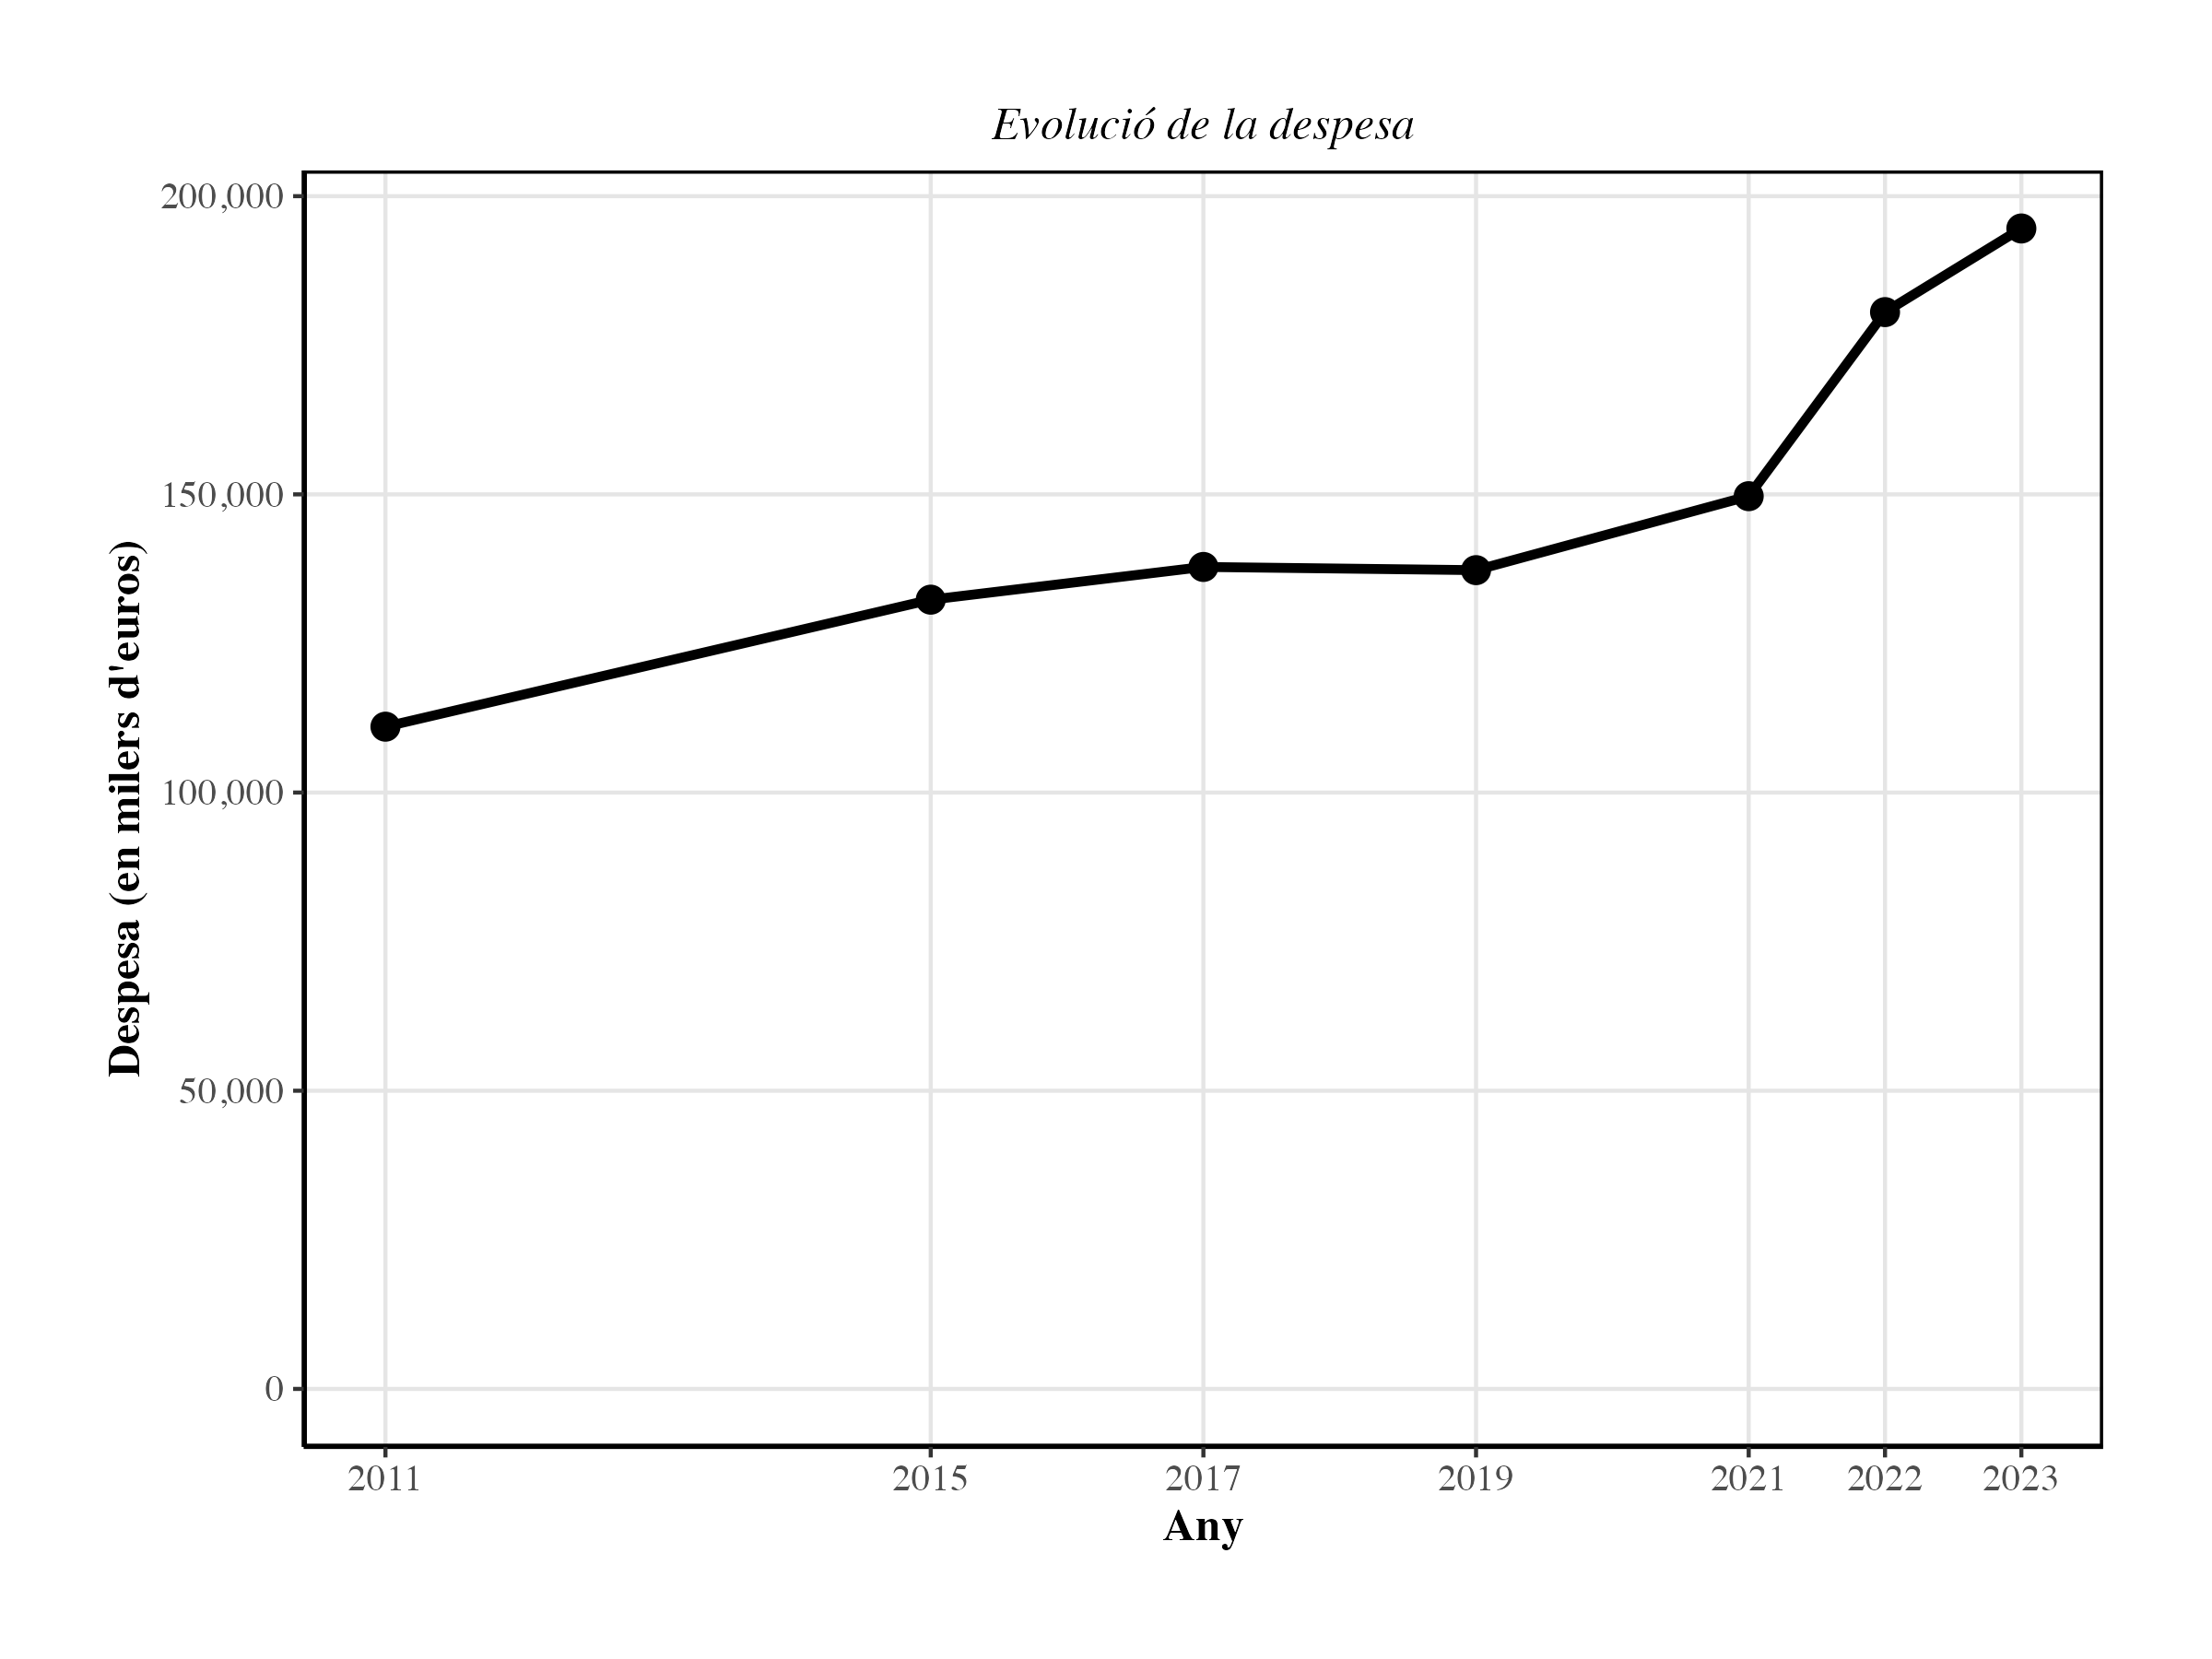 Evolució de la despesa
200,000
150,000
100,000
50,000
0
Despesa (en milers d'euros)
2011 2015 2017 2019 2021 2022 2023
Any